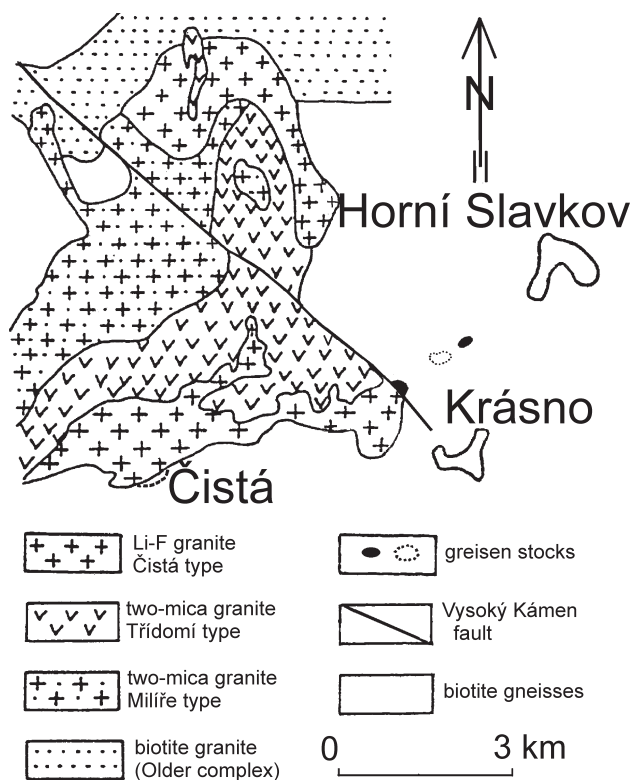 N
Horní Slavkov
Krásno
Čistá
Li-F granite
Čistá type
two-mica granite
Třídomí type
two-mica granite
Milíře type
biotite granite
(Older complex)
greisen stocks
Vysoký Kámen
fault
biotite gneisses
0 3 km